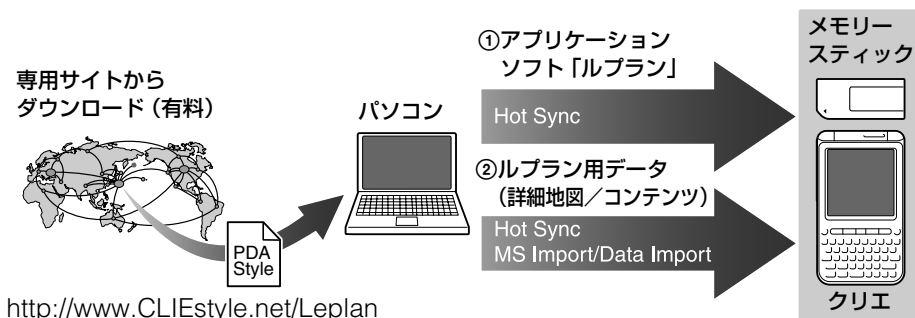 専用サイトから
ダウンロード（有料）
PDA
Style
http://www.CLIEstyle.net/Leplan
パソコン
①アプリケーション
ソフト「ルプラン」
Hot Sync
②ルプラン用データ
（詳細地図／コンテンツ）
Hot Sync
MS Import/Data Import
メモリー
スティック
クリエ